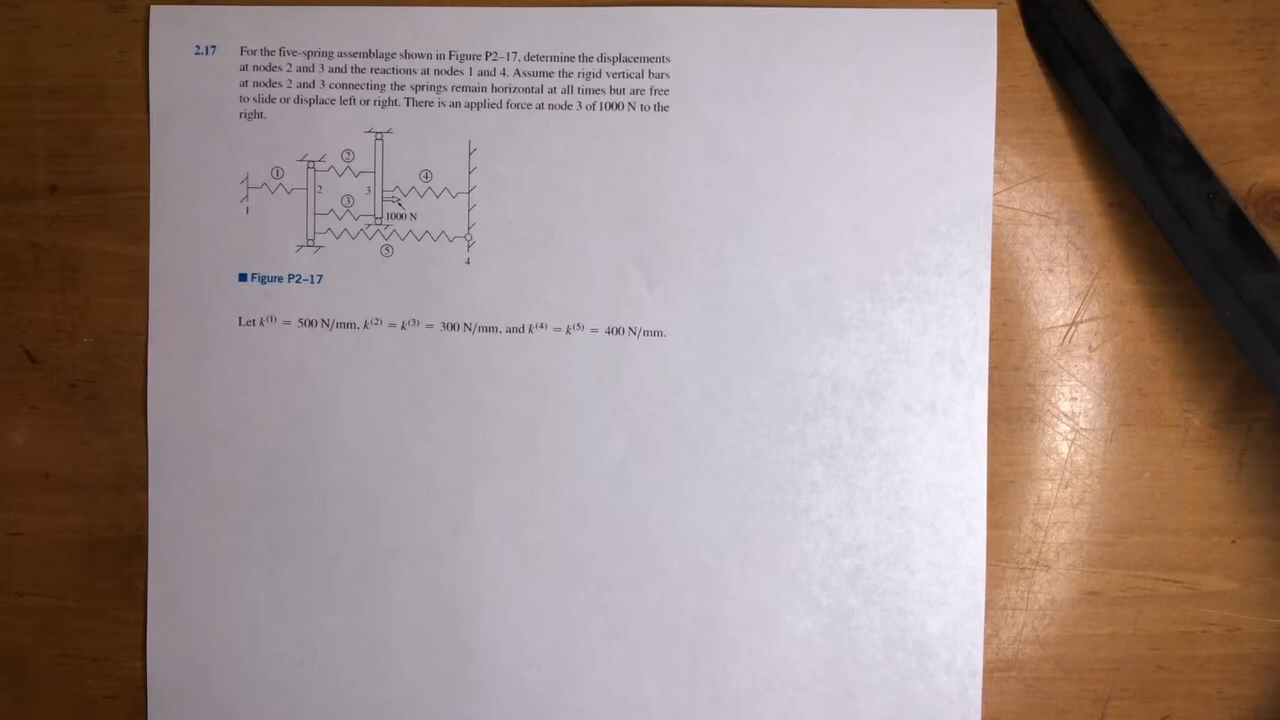 2.17 For the five-spring assemblage shown in Figure P2–17, determine the displacements
at nodes 2 and 3 and the reactions at nodes 1 and 4. Assume the rigid vertical bars
at nodes 2 and 3 connecting the springs remain horizontal at all times but are free
to slide or displace left or right. There is an applied force at node 3 of 1000 N to the
right.
②
①
④
2
3
③
1
1000 N
⑤
4
■ Figure P2–17
Let k⁽¹⁾ = 500 N/mm, k⁽²⁾ = k⁽³⁾ = 300 N/mm, and k⁽⁴⁾ = k⁽⁵⁾ = 400 N/mm.